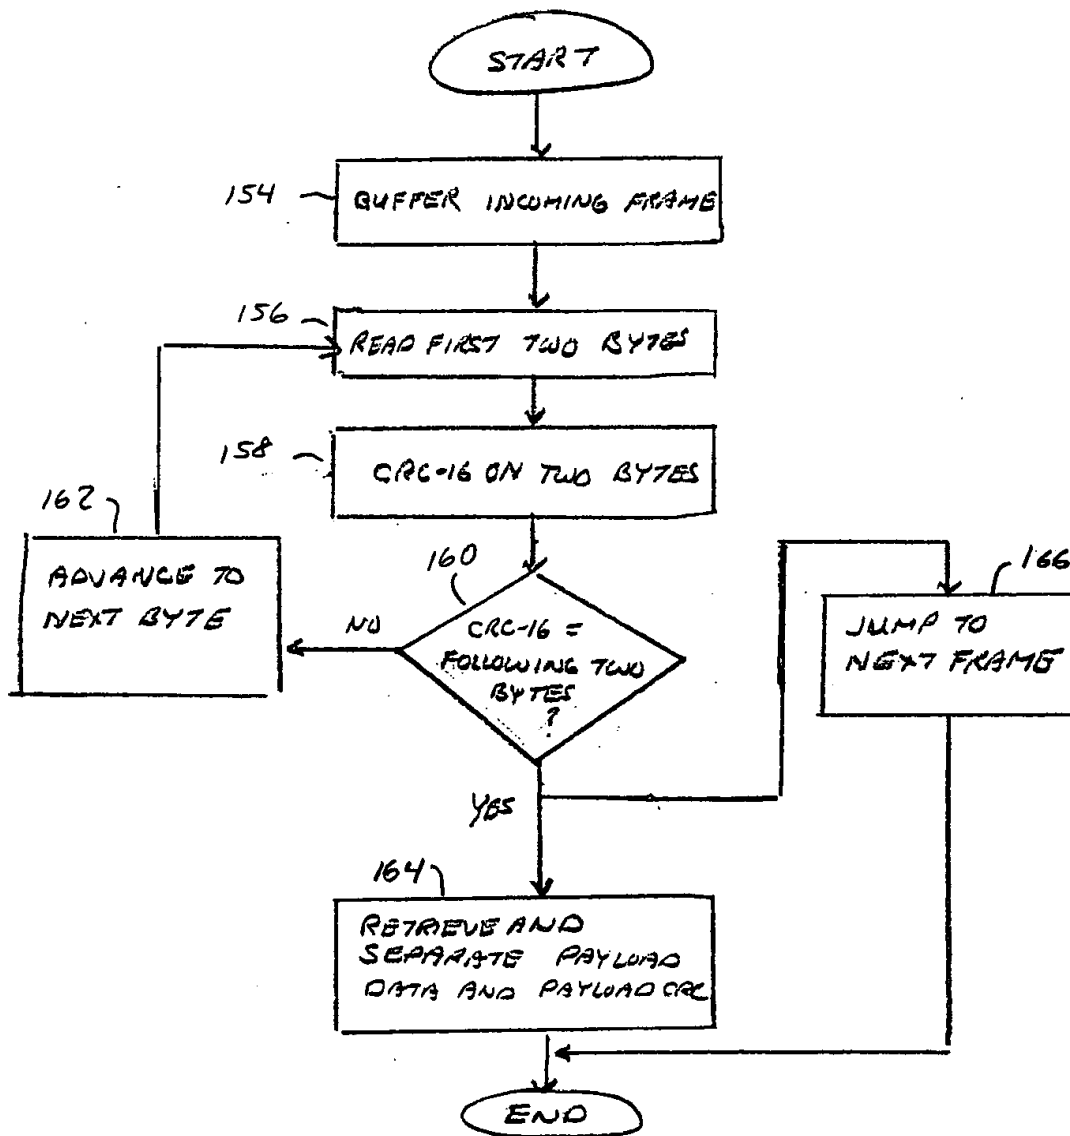 START
154
BUFFER INCOMING FRAME
156
READ FIRST TWO BYTES
158
CRC-16 ON TWO BYTES
162
ADVANCE TO
NEXT BYTE
160
NO
CRC-16 =
FOLLOWING TWO
BYTES
?
166
JUMP TO
NEXT FRAME
YES
164
RETRIEVE AND
SEPARATE PAYLOAD
DATA AND PAYLOAD CRC
END